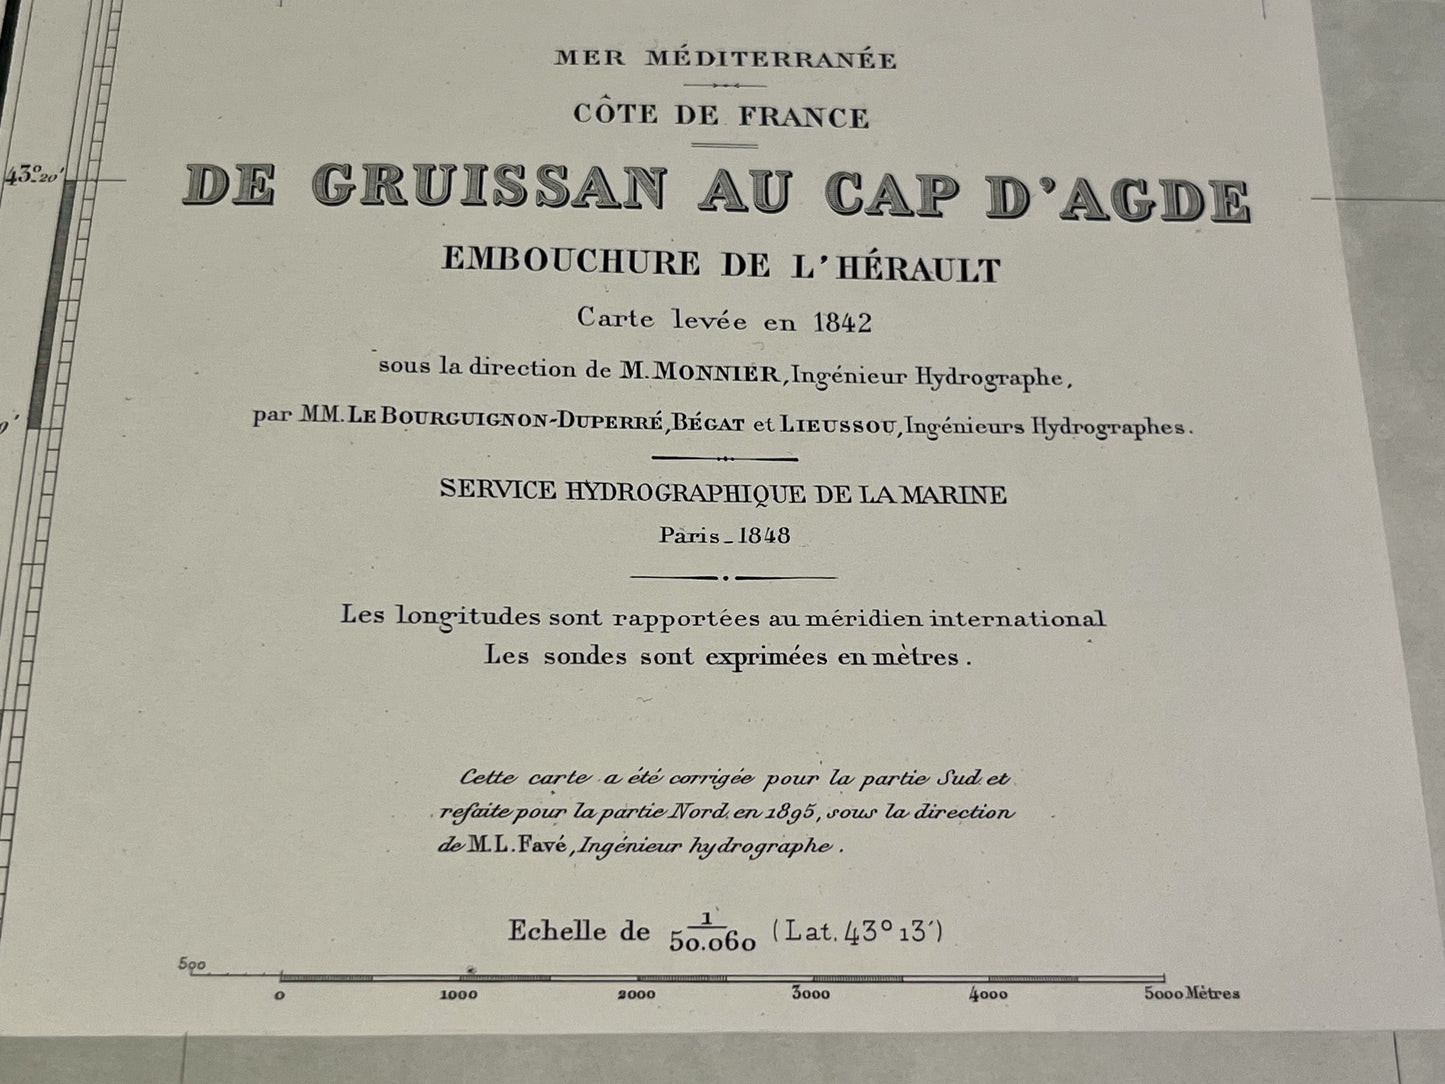 MER MÉDITERRANÉE
CÔTE DE FRANCE
43°20'
DE GRUISSAN AU CAP D'AGDE
EMBOUCHURE DE L'HÉRAULT
Carte levée en 1842
sous la direction de M. MONNIER, Ingénieur Hydrographe,
par MM. LE BOURGUIGNON-DUPERRÉ, BÉGAT et LIEUSSOU, Ingénieurs Hydrographes.
SERVICE HYDROGRAPHIQUE DE LA MARINE
Paris_1848
Les longitudes sont rapportées au méridien international
Les sondes sont exprimées en mètres.
Cette carte a été corrigée pour la partie Sud et
refaite pour la partie Nord, en 1895, sous la direction
de M.L. Favé, Ingénieur hydrographe.
Echelle de 1/50.060 (Lat. 43° 13')
500
0 1000 2000 3000 4000 5000 Mètres